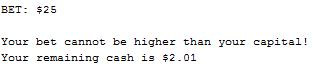 BET: $25
Your bet cannot be higher than your capital!
Your remaining cash is $2.01